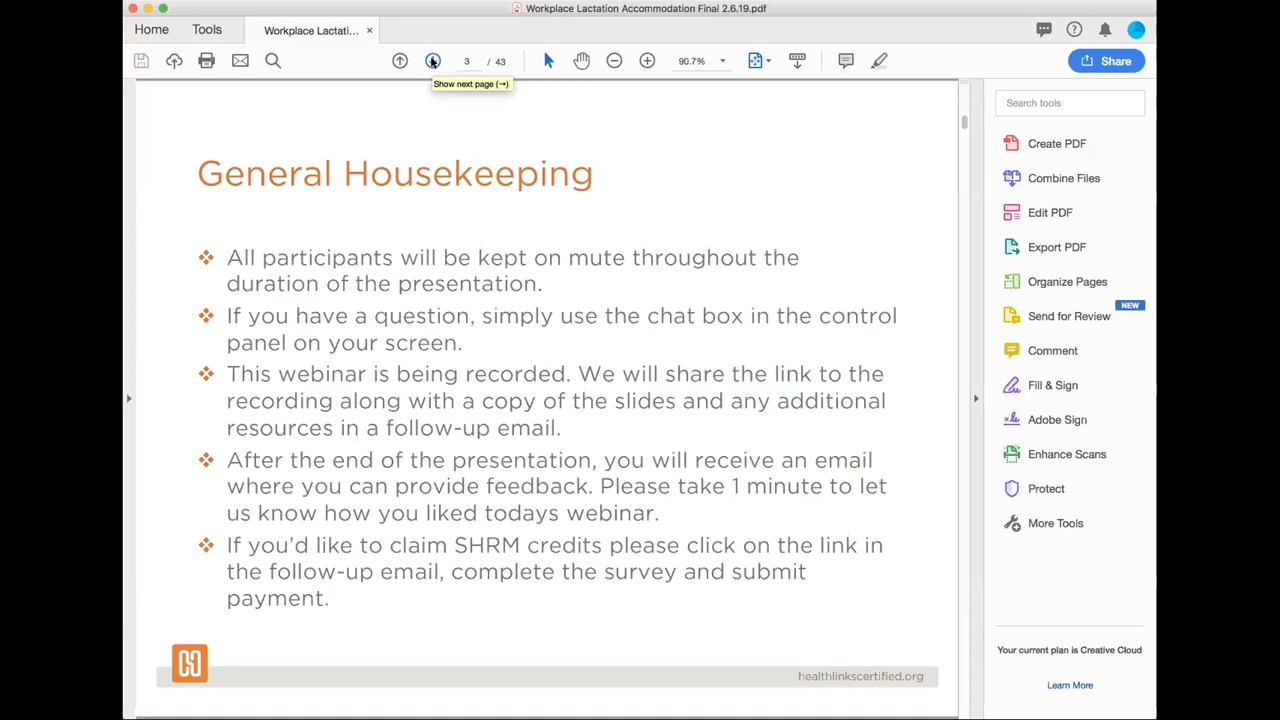 Workplace Lactation Accommodation Final 2.6.19.pdf
Home
Tools
Workplace Lactati...
×
3 / 43
90.7%
Share
Show next page (→)
Search tools
General Housekeeping
All participants will be kept on mute throughout the
duration of the presentation.
If you have a question, simply use the chat box in the control
panel on your screen.
This webinar is being recorded. We will share the link to the
recording along with a copy of the slides and any additional
resources in a follow-up email.
After the end of the presentation, you will receive an email
where you can provide feedback. Please take 1 minute to let
us know how you liked todays webinar.
If you’d like to claim SHRM credits please click on the link in
the follow-up email, complete the survey and submit
payment.
healthlinkscertified.org
Create PDF
Combine Files
Edit PDF
Export PDF
Organize Pages
NEW
Send for Review
Comment
Fill & Sign
Adobe Sign
Enhance Scans
Protect
More Tools
Your current plan is Creative Cloud
Learn More